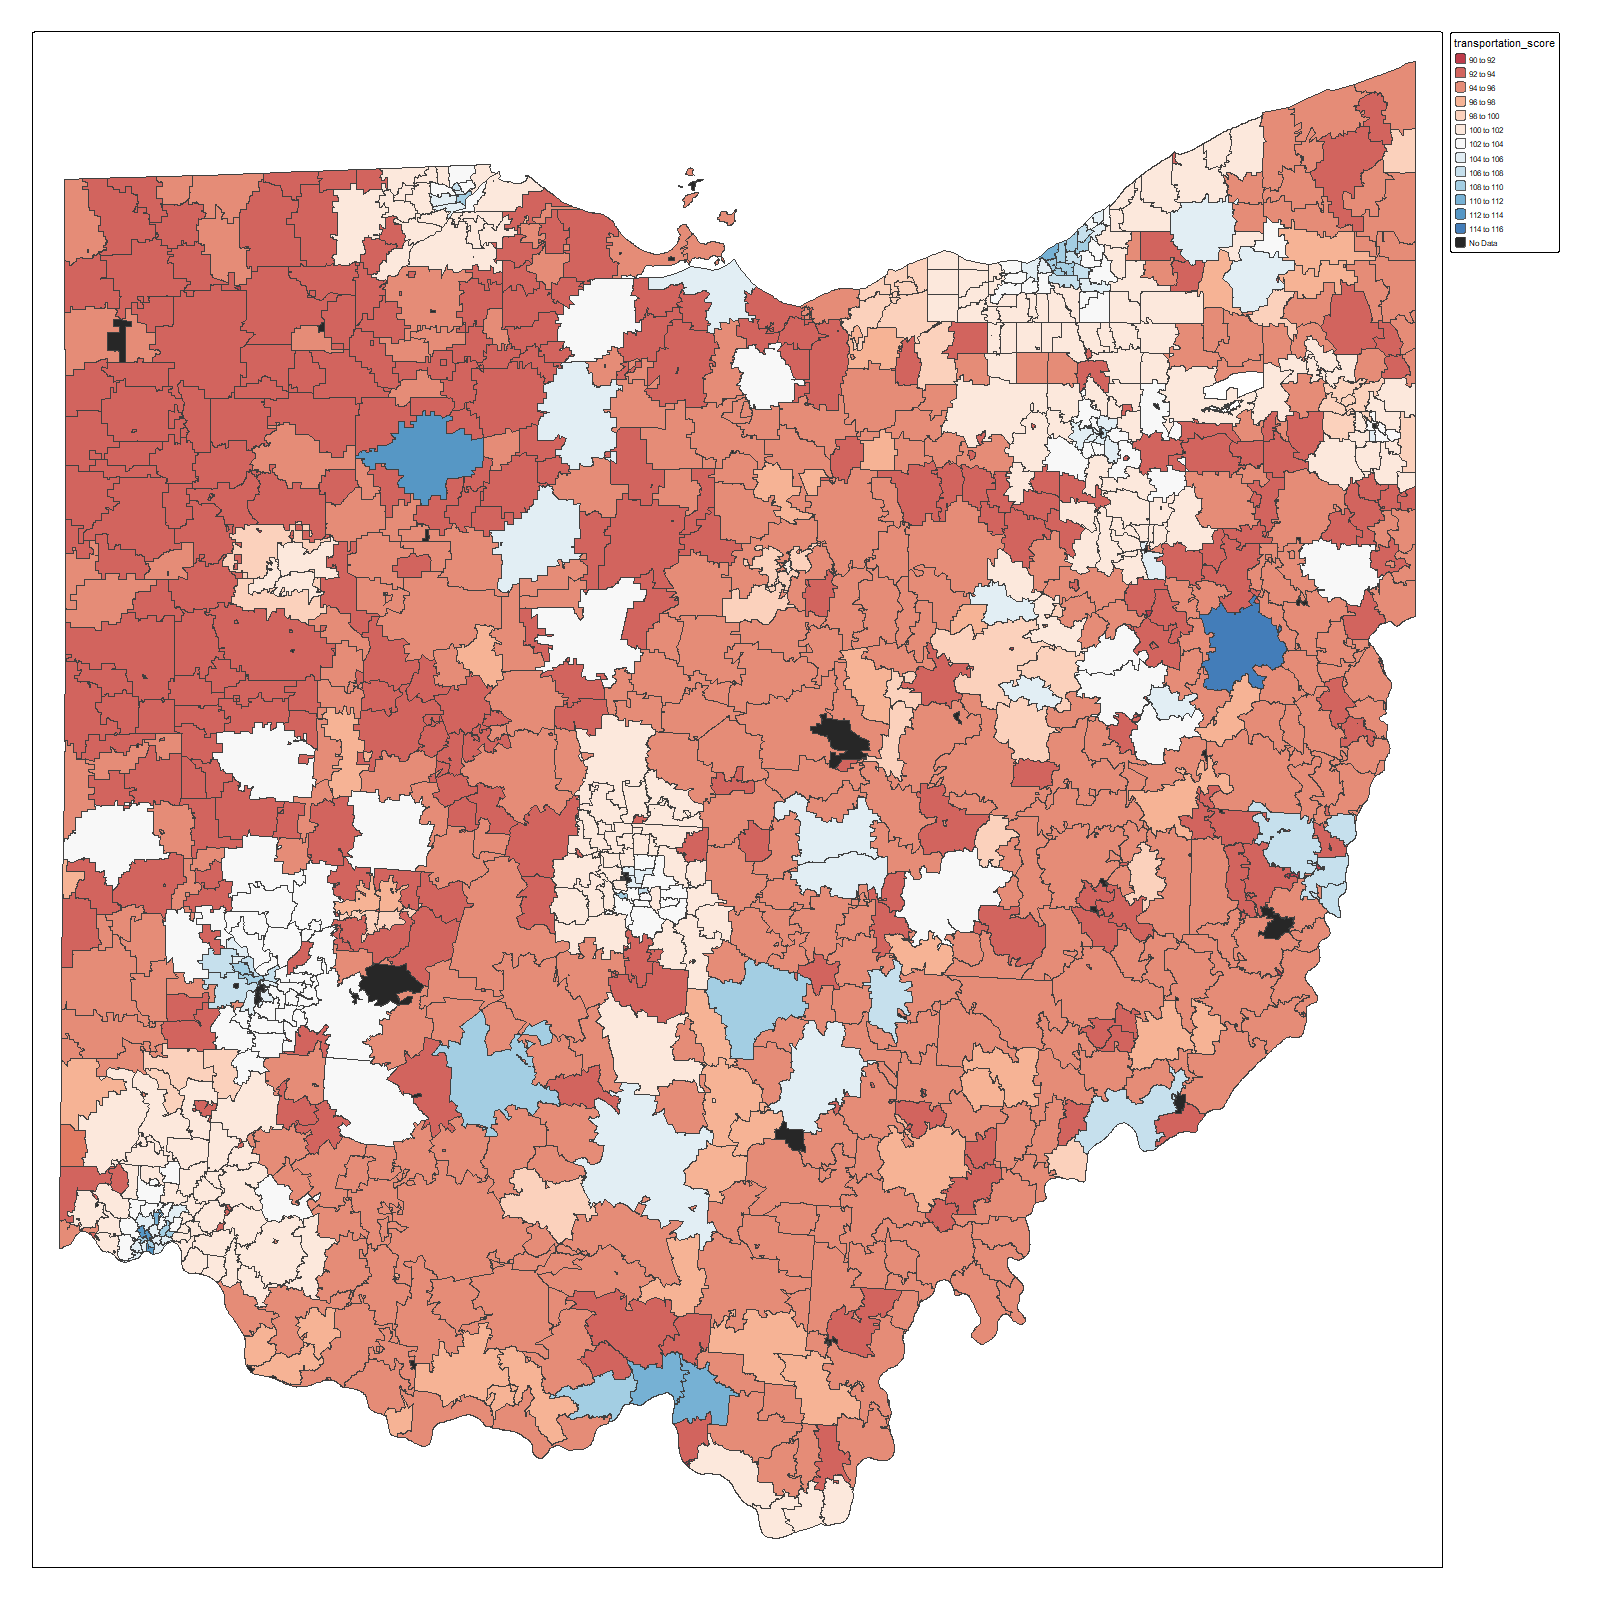 transportation_score
90 to 92
92 to 94
94 to 96
96 to 98
98 to 100
100 to 102
102 to 104
104 to 106
106 to 108
108 to 110
110 to 112
112 to 114
114 to 116
No Data